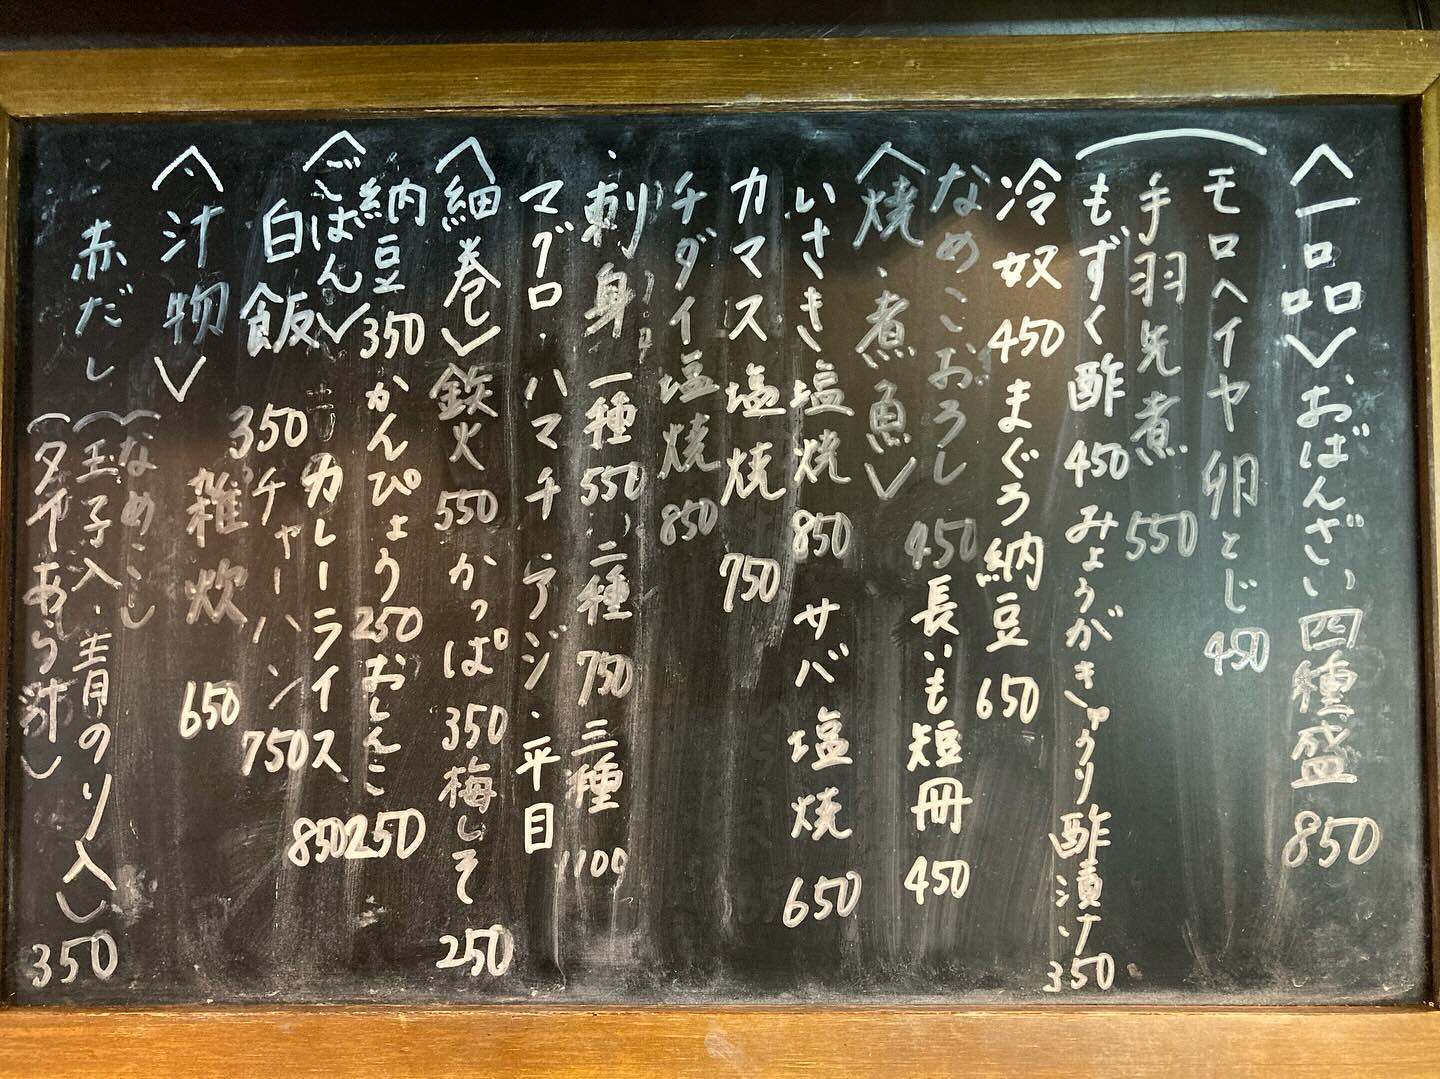 〈一品〉おばんざい四種盛 850
モロヘイヤ卵とじ 450
手羽先煮 550
もずく酢 450 みょうがきゅうり酢漬け 350
冷奴 450 まぐろ納豆 650
なめこおろし 450 長いも短冊 450
〈焼・煮魚〉
いさき塩焼 850 サバ塩焼 650
カマス塩焼 750
チダイ塩焼 850
刺身 一種 550 二種 750 三種 1100
マグロ・ハマチ・アジ・平目
〈細巻〉鉄火 550 かっぱ 350 梅しそ 250
納豆 350 かんぴょう 250 おしんこ 250
〈ごはん〉カレーライス 850
白飯 350 チャーハン 750
雑炊 650
〈汁物〉
赤だし (なめこ)
(玉子入・青のり入)
(タイあら汁) 350